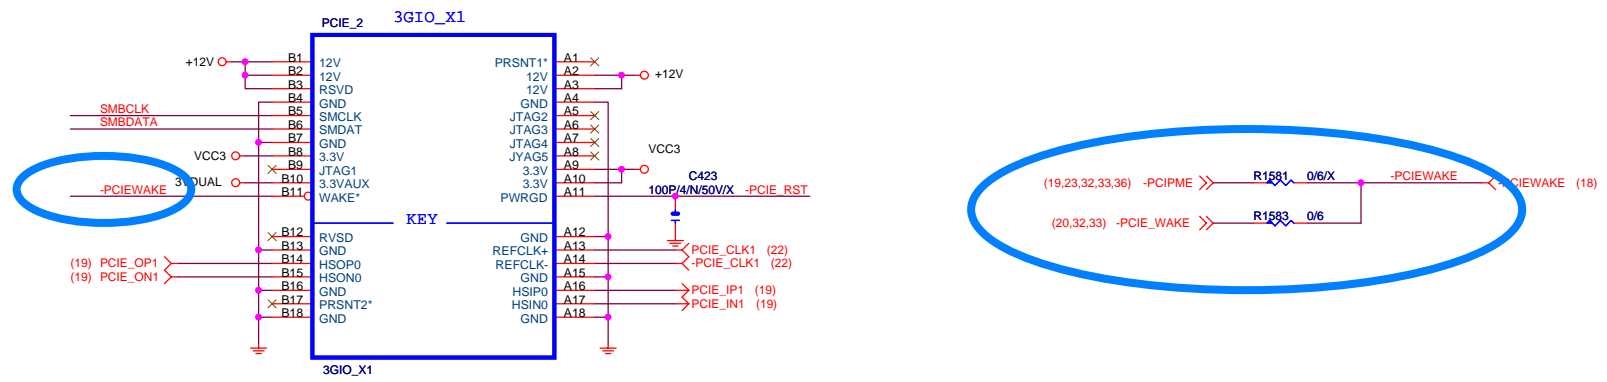 PCIE_2
3GIO_X1
+12V
B1 12V
B2 12V
B3 RSVD
B4 GND
SMBCLK B5 SMCLK
SMBDATA B6 SMDAT
B7 GND
VCC3 B8 3.3V
B9 JTAG1
3VDUAL B10 3.3VAUX
-PCIEWAKE B11 WAKE*
KEY
B12 RVSD
B13 GND
(19) PCIE_OP1 B14 HSOP0
(19) PCIE_ON1 B15 HSON0
B16 GND
B17 PRSNT2*
B18 GND
PRSNT1* A1
12V A2 +12V
12V A3
GND A4
JTAG2 A5
JTAG3 A6
JTAG4 A7
JYAG5 A8
VCC3
3.3V A9
3.3V A10
C423
100P/4/N/50V/X
PWRGD A11 -PCIE_RST
GND A12
REFCLK+ A13 PCIE_CLK1 (22)
REFCLK- A14 -PCIE_CLK1 (22)
GND A15
HSIP0 A16 PCIE_IP1 (19)
HSIN0 A17 PCIE_IN1 (19)
GND A18
3GIO_X1
(19,23,32,33,36) -PCIPME R1581 0/6/X -PCIEWAKE -PCIEWAKE (18)
(20,32,33) -PCIE_WAKE R1583 0/6